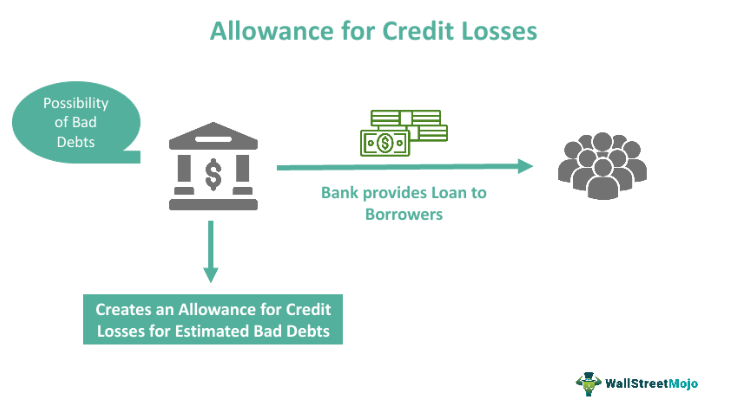 Allowance for Credit Losses
Possibility
of Bad
Debts
$
$
Bank provides Loan to
Borrowers
Creates an Allowance for Credit
Losses for Estimated Bad Debts
WallStreetMojo